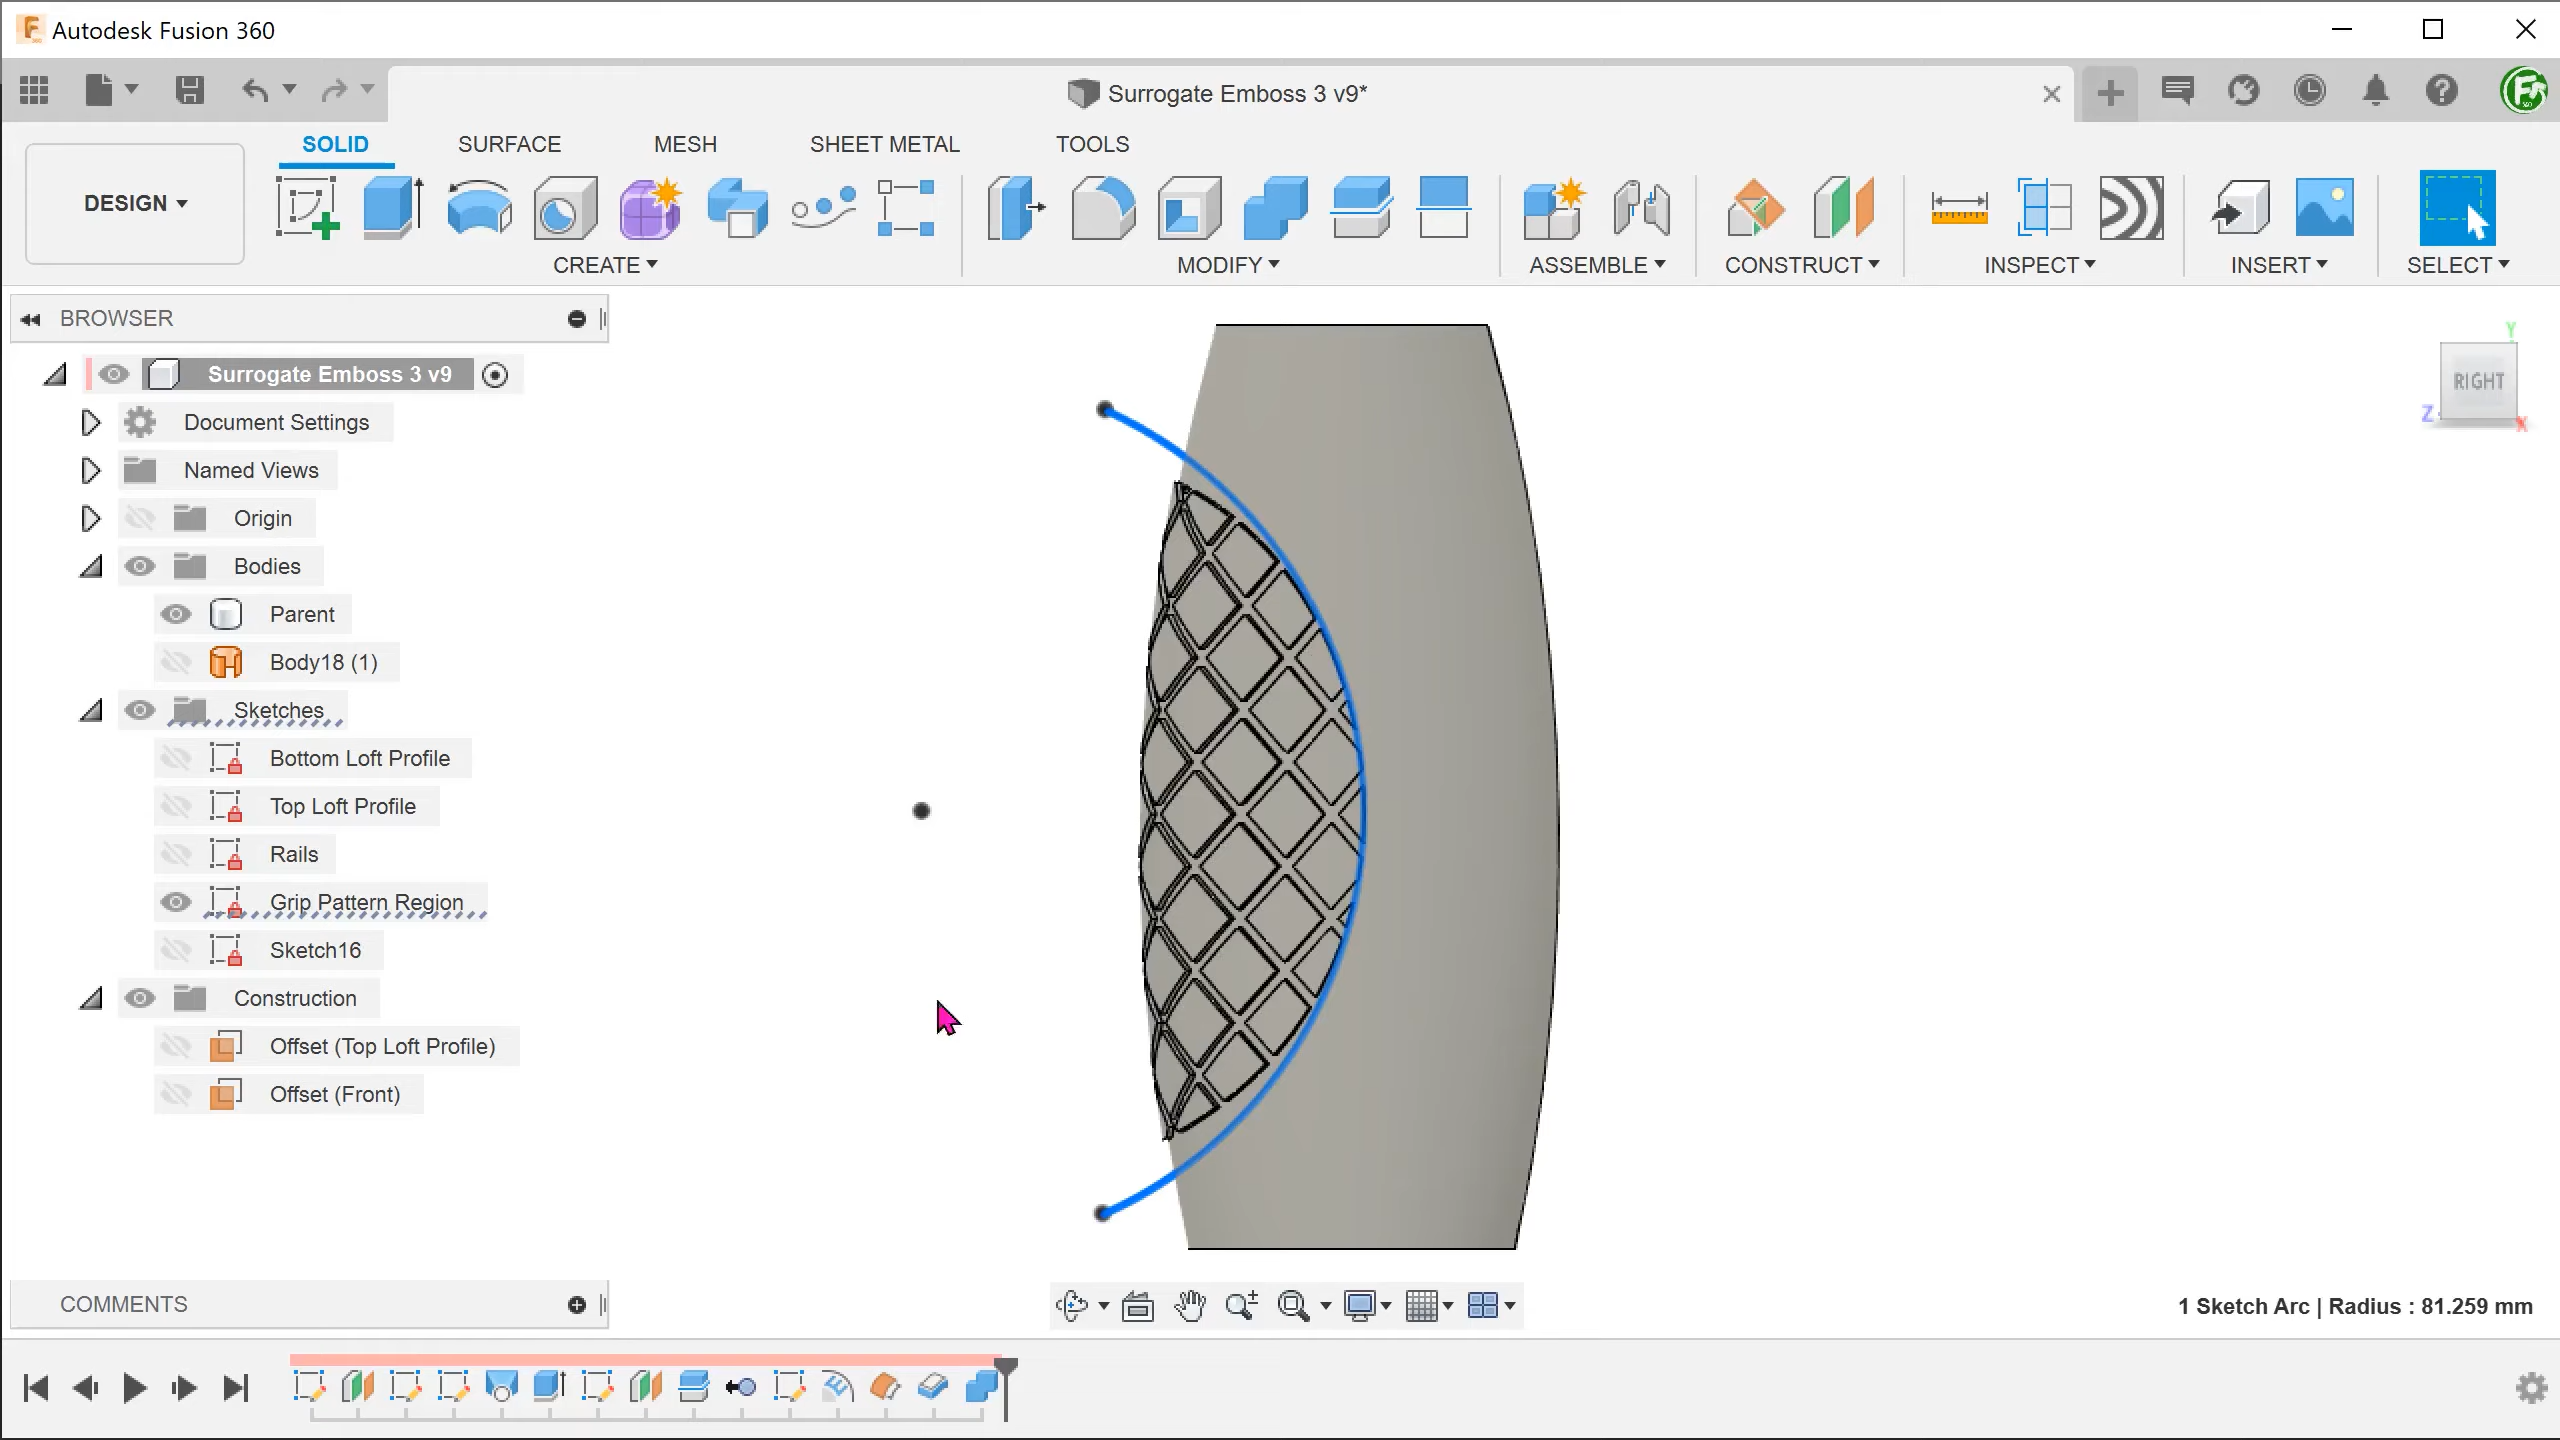 Autodesk Fusion 360
Surrogate Emboss 3 v9*
SOLID SURFACE MESH SHEET METAL TOOLS
DESIGN
CREATE MODIFY ASSEMBLE CONSTRUCT INSPECT INSERT SELECT
BROWSER
Surrogate Emboss 3 v9
Document Settings
Named Views
Origin
Bodies
Parent
Body18 (1)
Sketches
Bottom Loft Profile
Top Loft Profile
Rails
Grip Pattern Region
Sketch16
Construction
Offset (Top Loft Profile)
Offset (Front)
Y
RIGHT
Z
X
COMMENTS
1 Sketch Arc | Radius : 81.259 mm